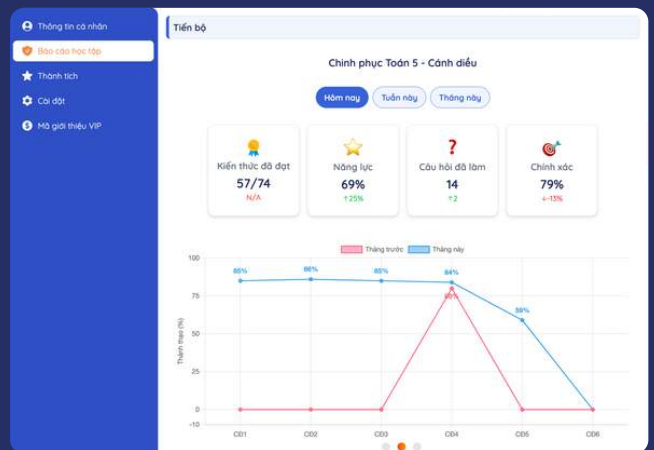 Thông tin cá nhân
Báo cáo học tập
Thành tích
Cài đặt
Mã giới thiệu VIP
Tiến bộ
Chinh phục Toán 5 - Cánh diều
Hôm nay
Tuần này
Tháng này
Kiến thức đã đạt
57/74
N/A
Năng lực
69%
↑25%
Câu hỏi đã làm
14
↑2
Chính xác
79%
↓-13%
Tháng trước
Tháng này
Thành thạo (%)
100
75
50
25
0
-10
85%
86%
85%
84%
59%
CĐ1
CĐ2
CĐ3
CĐ4
CĐ5
CĐ6